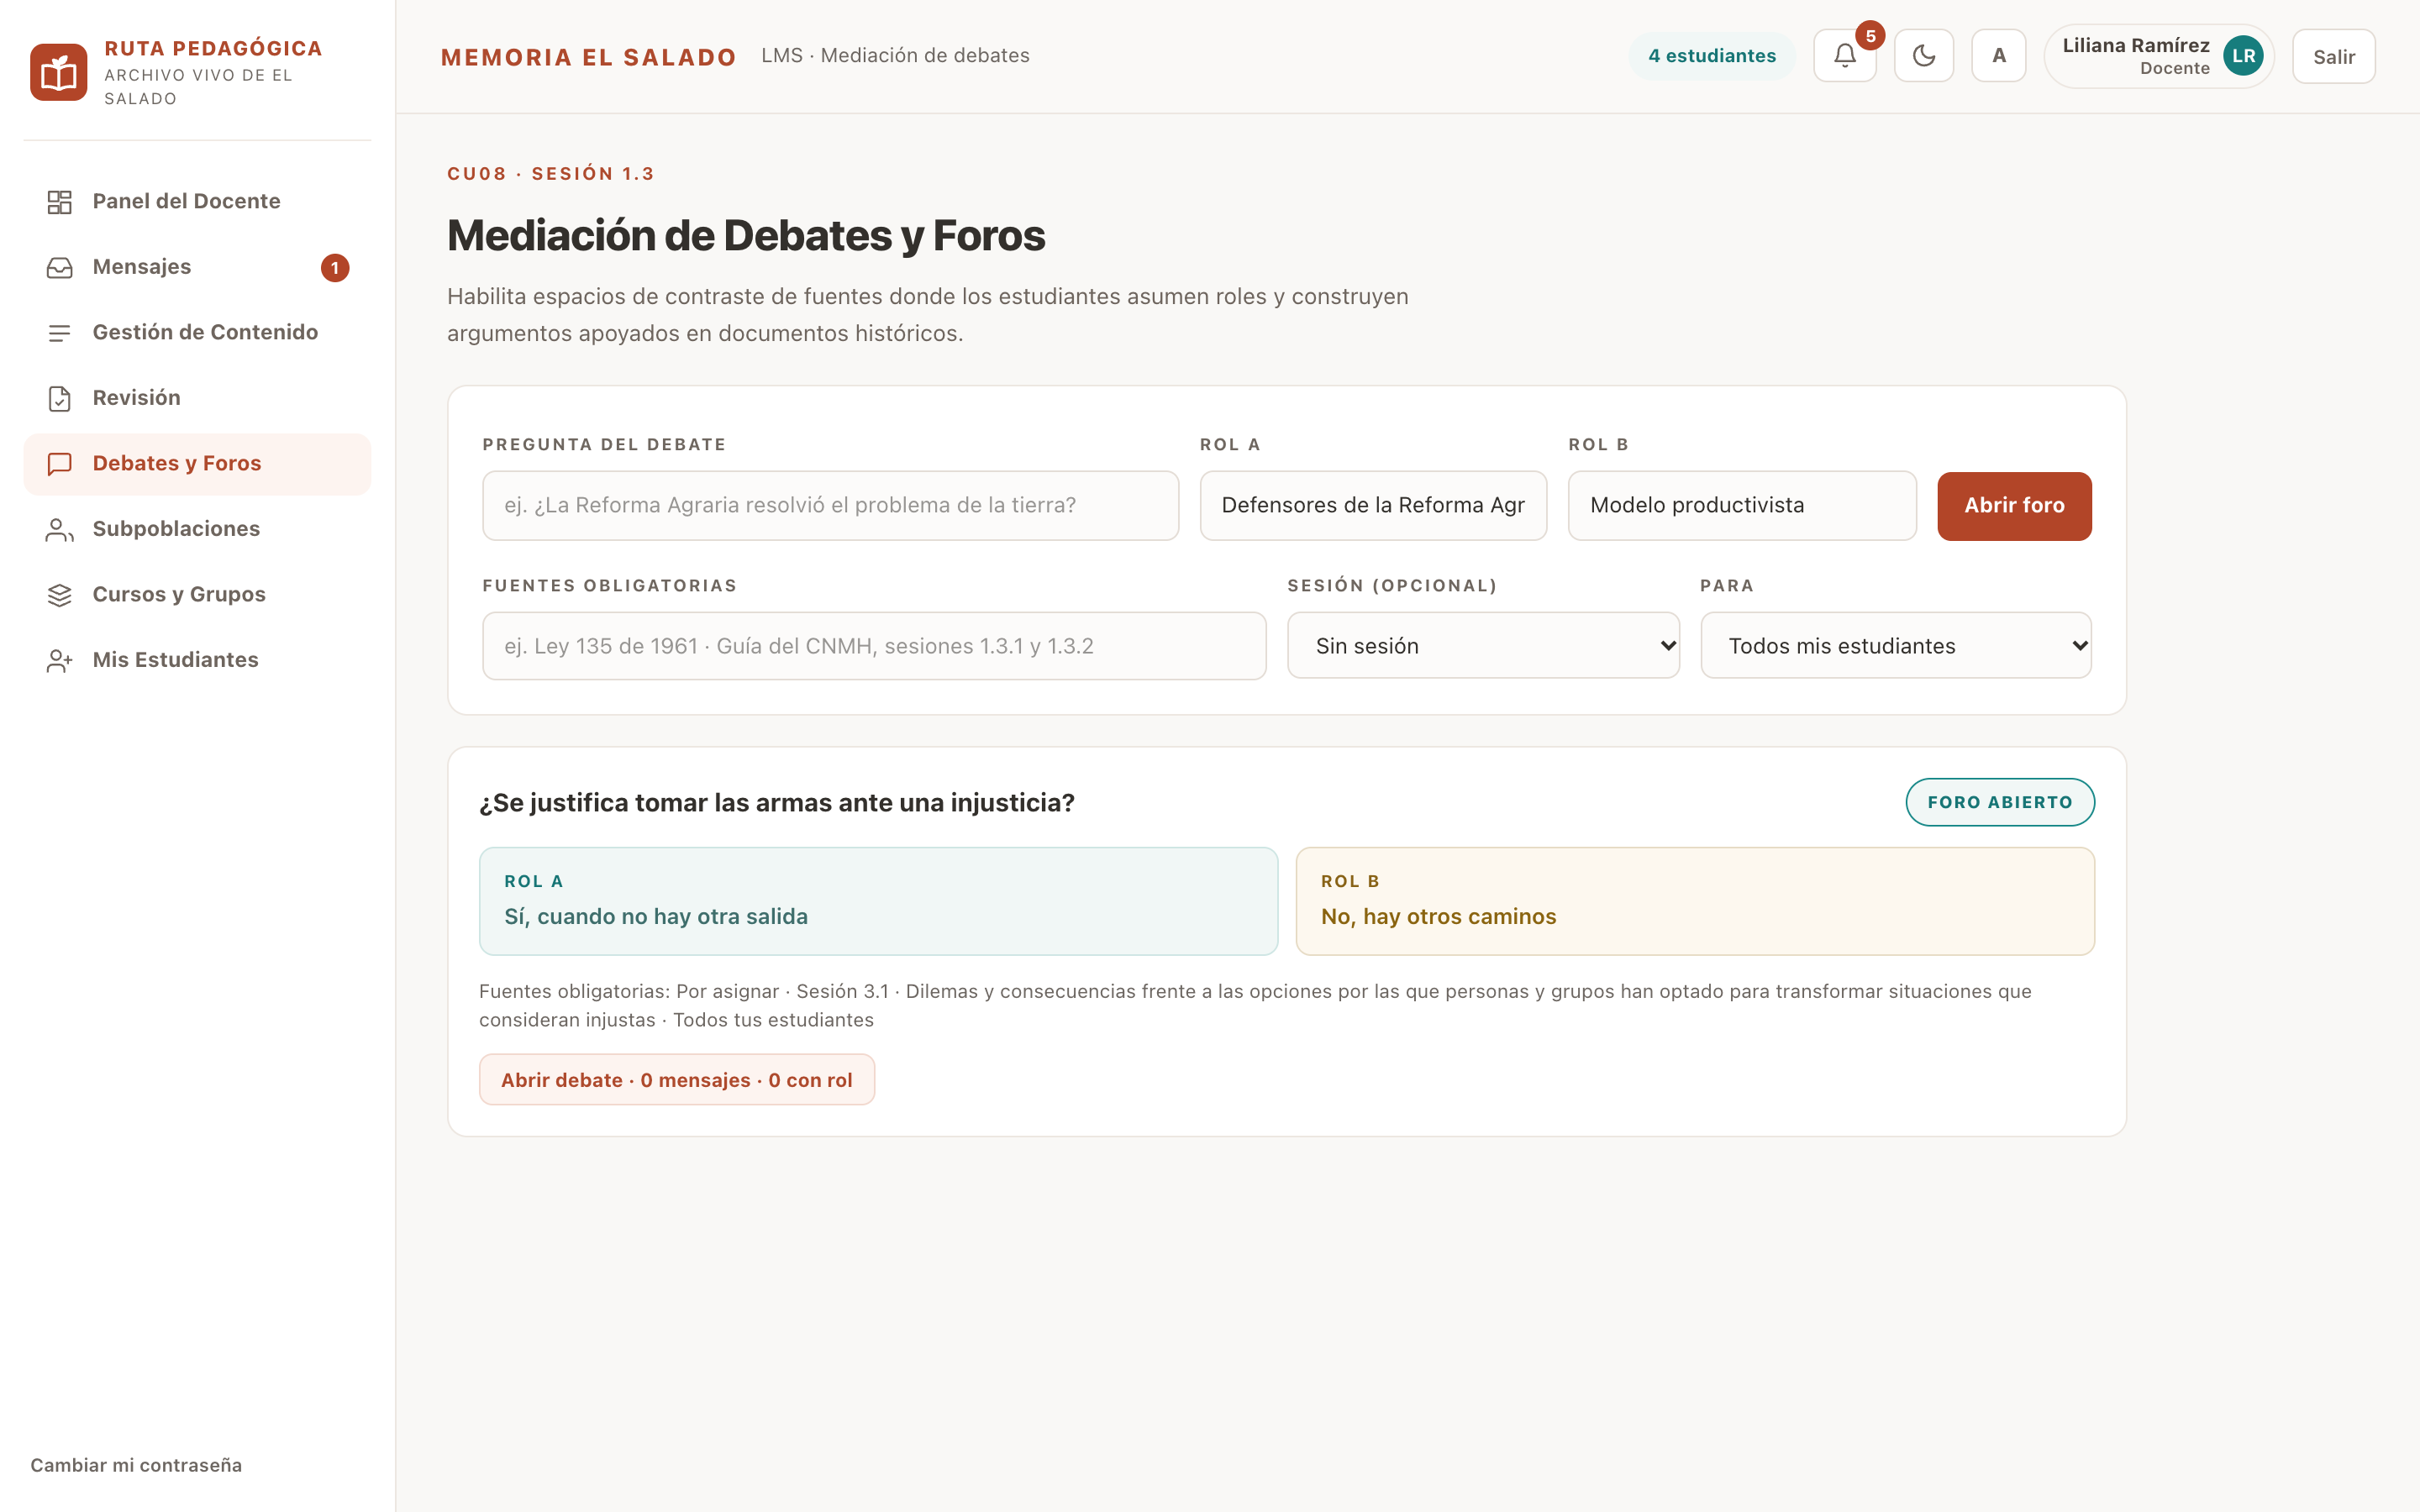 RUTA PEDAGÓGICA
ARCHIVO VIVO DE EL
SALADO
Panel del Docente
Mensajes 1
Gestión de Contenido
Revisión
Debates y Foros
Subpoblaciones
Cursos y Grupos
Mis Estudiantes
Cambiar mi contraseña
MEMORIA EL SALADO LMS · Mediación de debates
4 estudiantes
5
A
Liliana Ramírez
Docente
LR
Salir
CU08 · SESIÓN 1.3
Mediación de Debates y Foros
Habilita espacios de contraste de fuentes donde los estudiantes asumen roles y construyen
argumentos apoyados en documentos históricos.
PREGUNTA DEL DEBATE ROL A ROL B
ej. ¿La Reforma Agraria resolvió el problema de la tierra? Defensores de la Reforma Agr Modelo productivista Abrir foro
FUENTES OBLIGATORIAS SESIÓN (OPCIONAL) PARA
ej. Ley 135 de 1961 · Guía del CNMH, sesiones 1.3.1 y 1.3.2 Sin sesión Todos mis estudiantes
¿Se justifica tomar las armas ante una injusticia? FORO ABIERTO
ROL A
Sí, cuando no hay otra salida
ROL B
No, hay otros caminos
Fuentes obligatorias: Por asignar · Sesión 3.1 · Dilemas y consecuencias frente a las opciones por las que personas y grupos han optado para transformar situaciones que
consideran injustas · Todos tus estudiantes
Abrir debate · 0 mensajes · 0 con rol